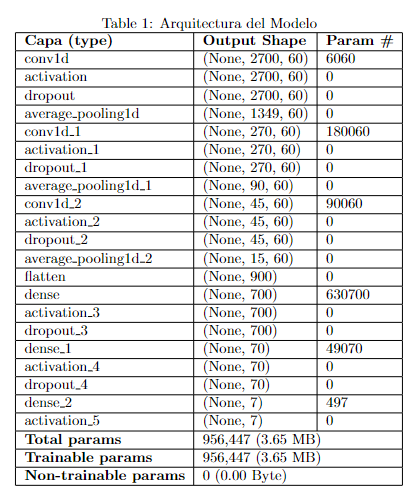 Table 1: Arquitectura del Modelo
Capa (type) Output Shape Param #
conv1d (None, 2700, 60) 6060
activation (None, 2700, 60) 0
dropout (None, 2700, 60) 0
average_pooling1d (None, 1349, 60) 0
conv1d_1 (None, 270, 60) 180060
activation_1 (None, 270, 60) 0
dropout_1 (None, 270, 60) 0
average_pooling1d_1 (None, 90, 60) 0
conv1d_2 (None, 45, 60) 90060
activation_2 (None, 45, 60) 0
dropout_2 (None, 45, 60) 0
average_pooling1d_2 (None, 15, 60) 0
flatten (None, 900) 0
dense (None, 700) 630700
activation_3 (None, 700) 0
dropout_3 (None, 700) 0
dense_1 (None, 70) 49070
activation_4 (None, 70) 0
dropout_4 (None, 70) 0
dense_2 (None, 7) 497
activation_5 (None, 7) 0
Total params 956,447 (3.65 MB)
Trainable params 956,447 (3.65 MB)
Non-trainable params 0 (0.00 Byte)